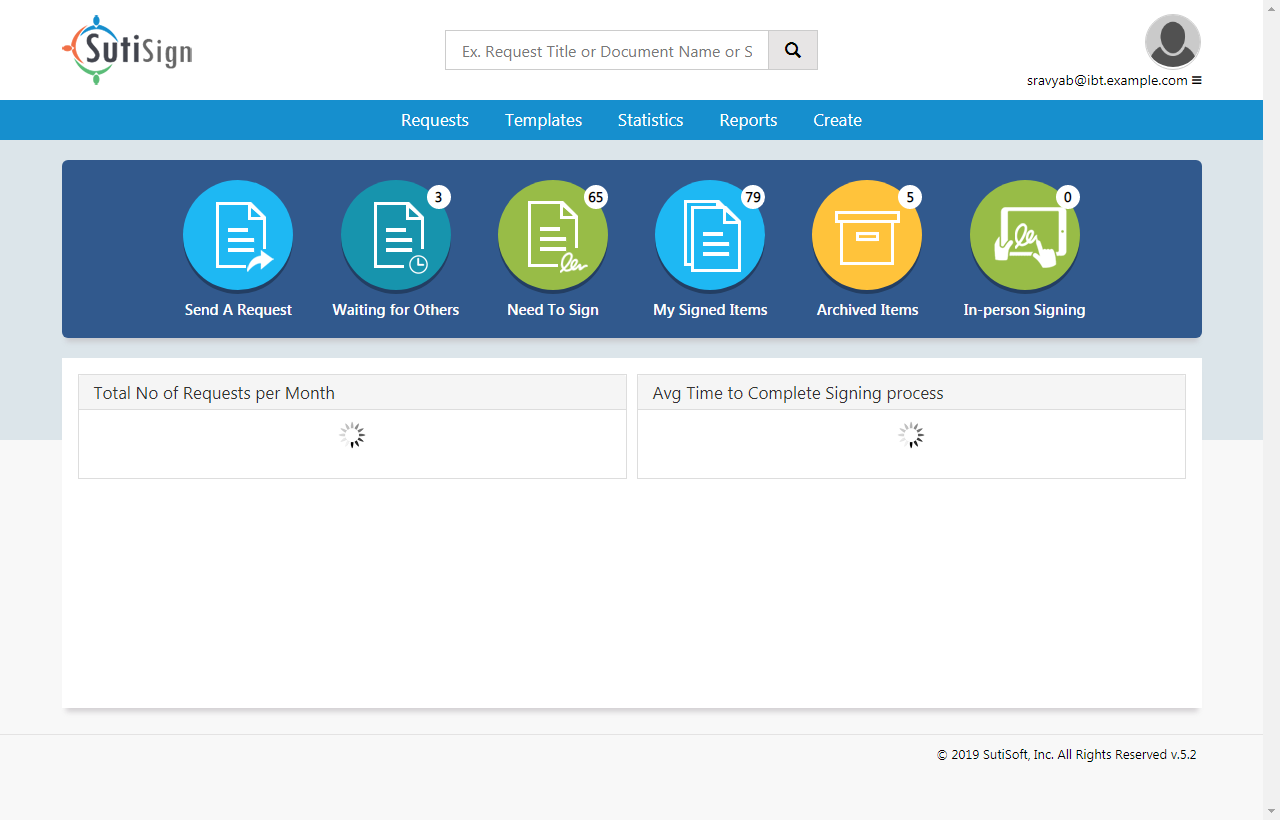 SutiSign
Ex. Request Title or Document Name or S
sravyab@ibt.example.com
Requests Templates Statistics Reports Create
3 65 79 5 0
Send A Request Waiting for Others Need To Sign My Signed Items Archived Items In-person Signing
Total No of Requests per Month Avg Time to Complete Signing process
© 2019 SutiSoft, Inc. All Rights Reserved v.5.2